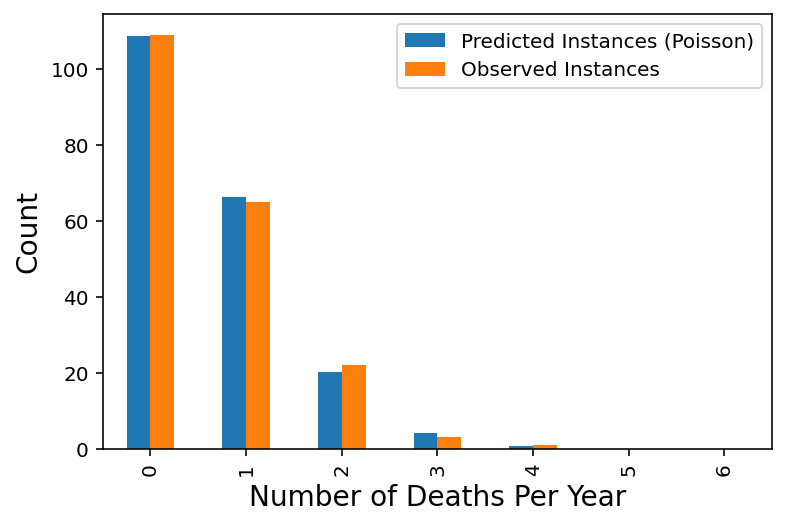 Predicted Instances (Poisson)
Observed Instances
100
80
60
40
20
0
Count
0 1 2 3 4 5 6
Number of Deaths Per Year